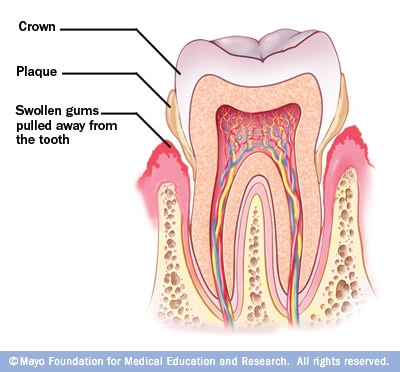 Crown
Plaque
Swollen gums
pulled away from
the tooth
© Mayo Foundation for Medical Education and Research. All rights reserved.